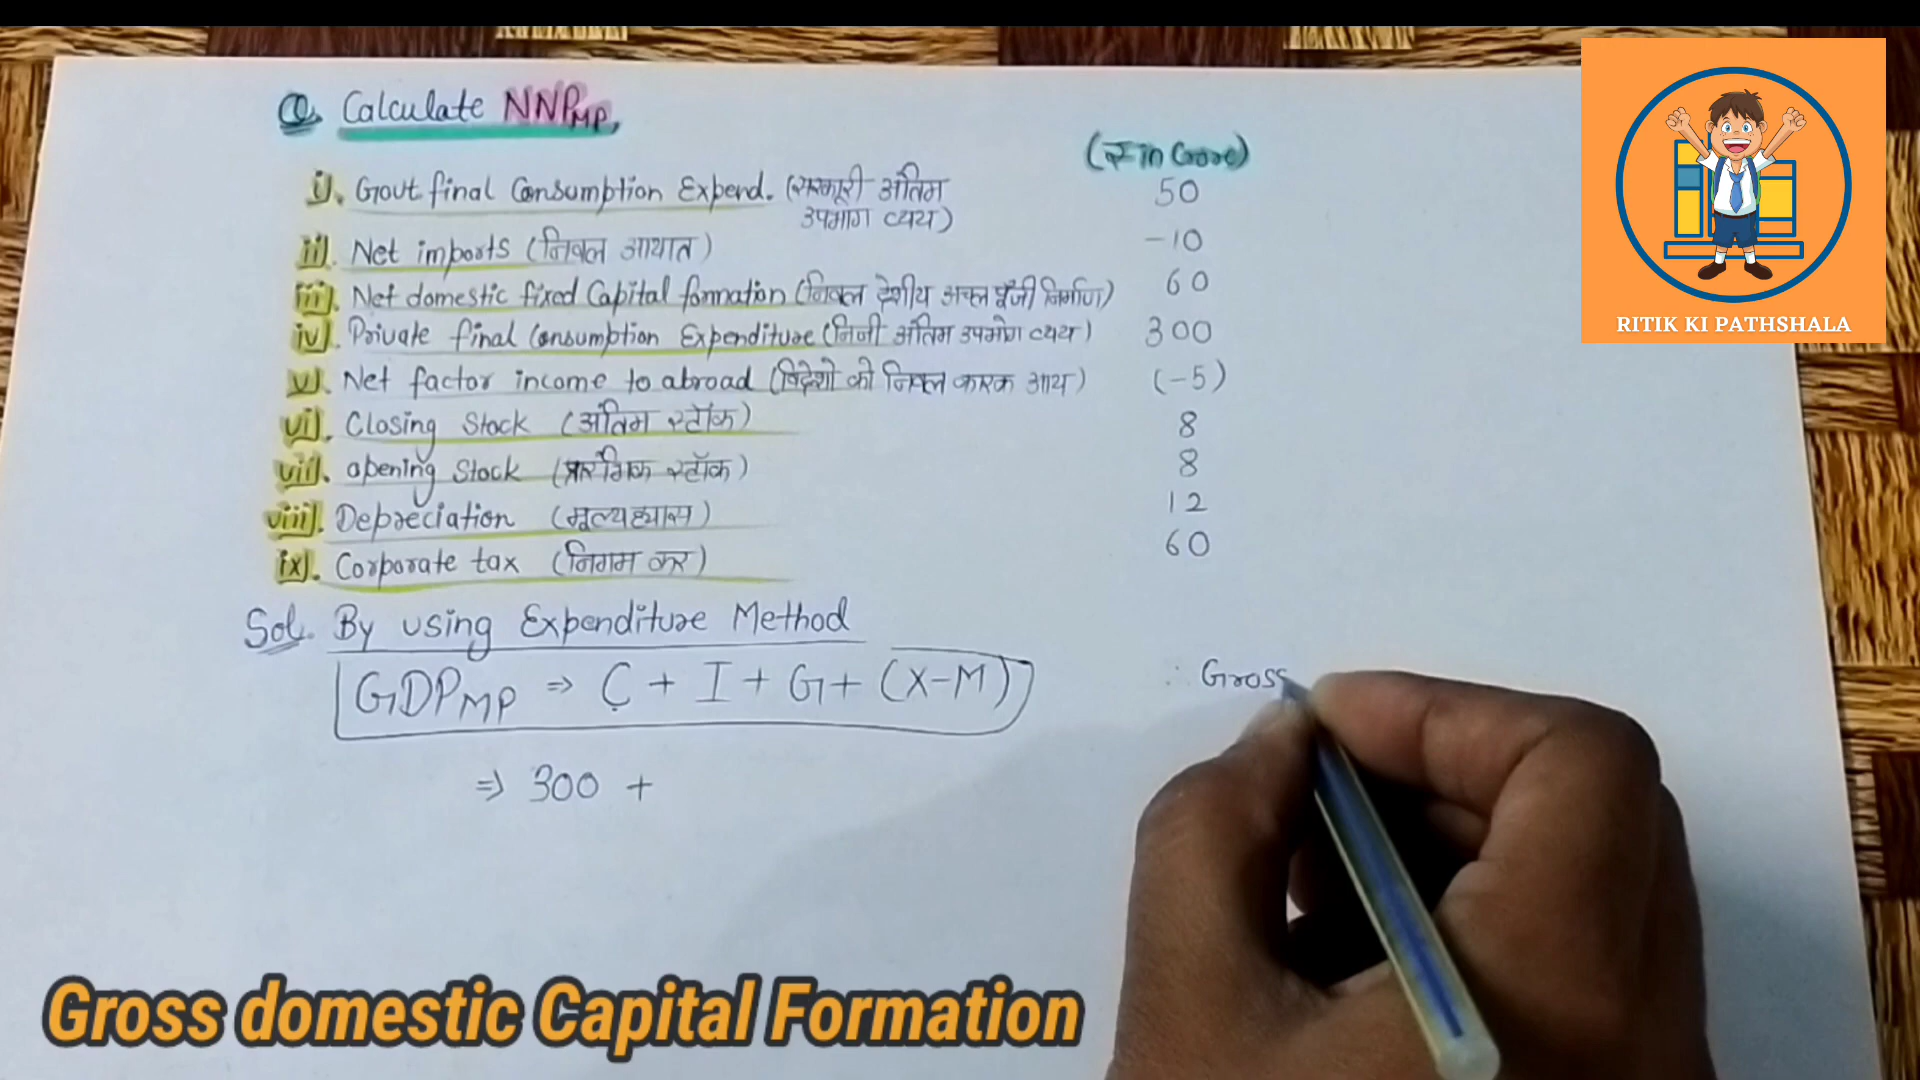 Q. Calculate NNPMP,
(₹ in Crore)
i). Govt final Consumption Expend. (सरकारी अंतिम 50
उपभोग व्यय)
ii). Net imports (निवल आयात) -10
iii). Net domestic fixed Capital formation (निवल देशीय अचल पूँजी निर्माण) 60
iv). Private final Consumption Expenditure (निजी अंतिम उपभोग व्यय) 300
v). Net factor income to abroad (विदेशो को निवल कारक आय) (-5)
vi). Closing Stock (अंतिम स्टॉक) 8
vii). opening Stock (प्रारंभिक स्टॉक) 8
viii). Depreciation (मूल्यह्यास) 12
ix). Corporate tax (निगम कर) 60
Sol. By using Expenditure Method
GDPMP ⇒ C + I + G + (X-M)
∴ Gross
⇒ 300 +
Gross domestic Capital Formation
RITIK KI PATHSHALA